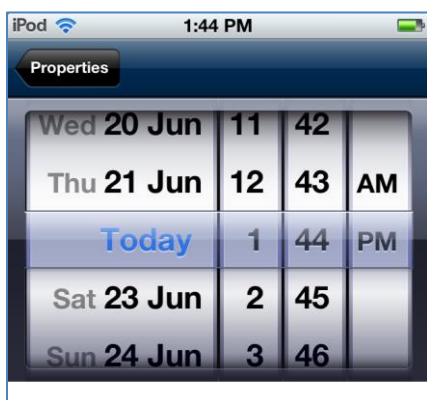 iPod 1:44 PM
Properties
Wed 20 Jun 11 42
Thu 21 Jun 12 43 AM
Today 1 44 PM
Sat 23 Jun 2 45
Sun 24 Jun 3 46